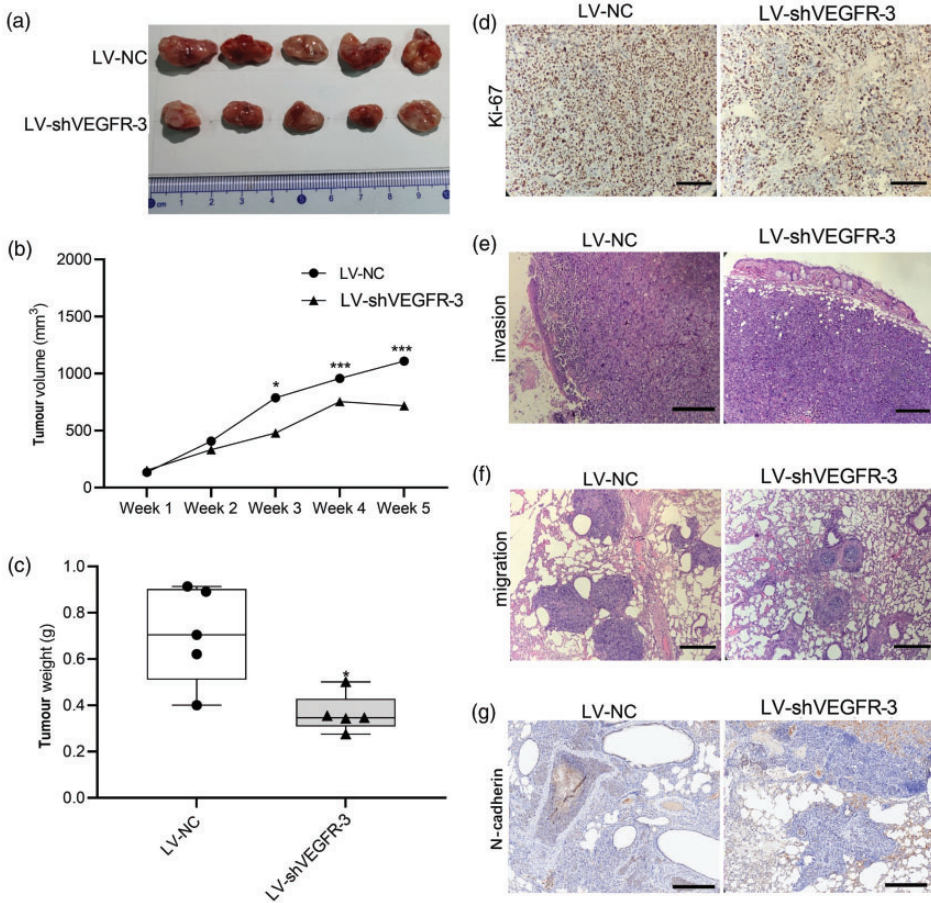 (a)
LV-NC
LV-shVEGFR-3
cm 1 2 3 4 5 6 7 8 9 10
(b)
Tumour volume (mm³)
2000
1500
1000
500
0
LV-NC
LV-shVEGFR-3
*
***
***
Week 1 Week 2 Week 3 Week 4 Week 5
(c)
Tumour weight (g)
1.0
0.8
0.6
0.4
0.2
0.0
*
LV-NC
LV-shVEGFR-3
(d)
LV-NC LV-shVEGFR-3
Ki-67
(e)
LV-NC LV-shVEGFR-3
invasion
(f)
LV-NC LV-shVEGFR-3
migration
(g)
LV-NC LV-shVEGFR-3
N-cadherin